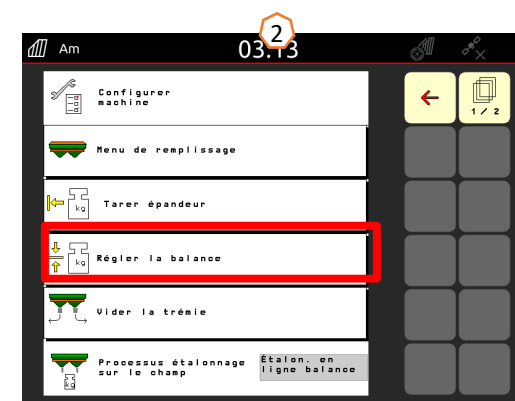 2
Am
03.13
Configurer
machine
1 / 2
Menu de remplissage
kg
Tarer épandeur
kg
Régler la balance
Vider la trémie
Processus étalonnage
sur le champ
Étalon. en
ligne balance
kg